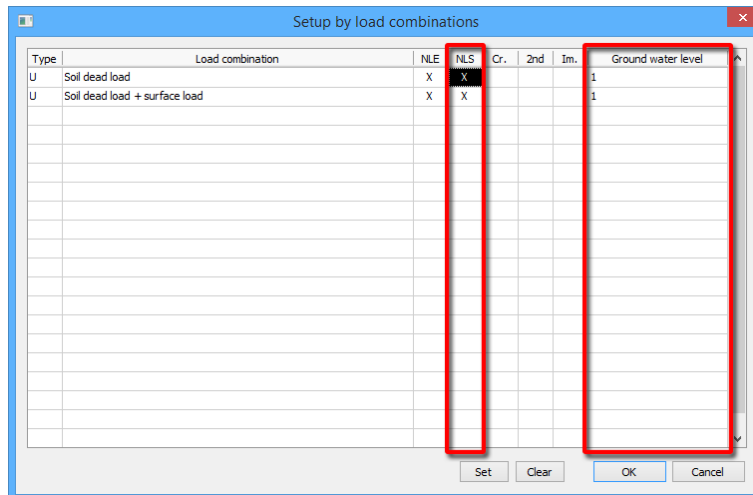 Setup by load combinations
Type Load combination NLE NLS Cr. 2nd Im. Ground water level
U Soil dead load X X 1
U Soil dead load + surface load X X 1
Set Clear OK Cancel